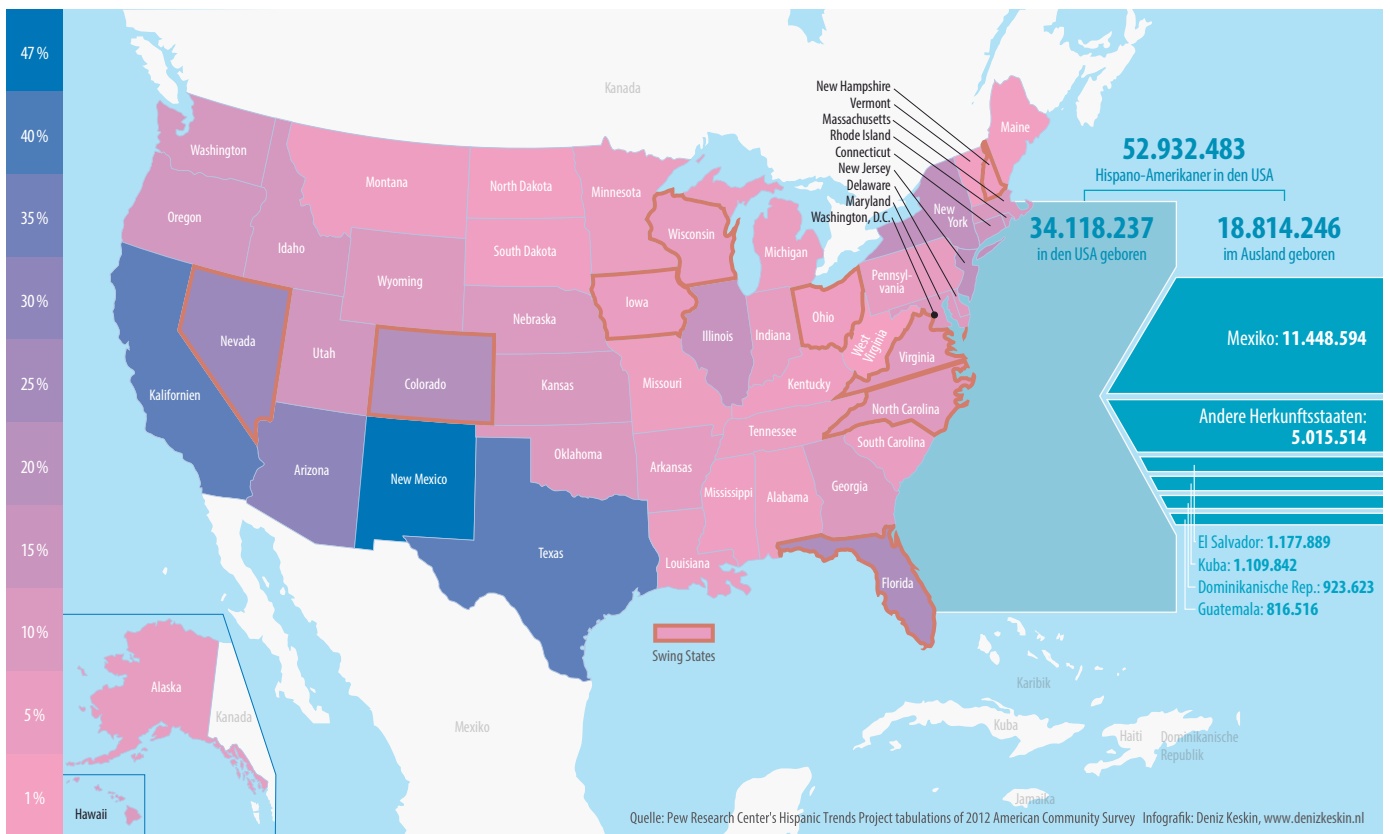 47 %
40 %
35 %
30 %
25 %
20 %
15 %
10 %
5 %
1 %
Kanada
New Hampshire
Vermont
Massachusetts
Rhode Island
Connecticut
New Jersey
Delaware
Maryland
Washington, D.C.
Maine
Washington
Montana
North Dakota
Minnesota
Oregon
Idaho
Wisconsin
Michigan
New
York
South Dakota
Wyoming
Pennsyl-
vania
Iowa
Nebraska
Ohio
Nevada
Utah
Illinois
Indiana
West
Virginia
Virginia
Colorado
Kansas
Missouri
Kentucky
Kalifornien
North Carolina
Tennessee
South Carolina
Oklahoma
Arkansas
Arizona
New Mexico
Mississippi
Alabama
Georgia
Texas
Louisiana
Florida
Swing States
Alaska
Kanada
Hawaii
Mexiko
Karibik
Kuba
Haiti
Dominikanische
Republik
Jamaika
52.932.483
Hispano-Amerikaner in den USA
34.118.237
in den USA geboren
18.814.246
im Ausland geboren
Mexiko: 11.448.594
Andere Herkunftsstaaten:
5.015.514
El Salvador: 1.177.889
Kuba: 1.109.842
Dominikanische Rep.: 923.623
Guatemala: 816.516
Quelle: Pew Research Center's Hispanic Trends Project tabulations of 2012 American Community Survey Infografik: Deniz Keskin, www.denizkeskin.nl